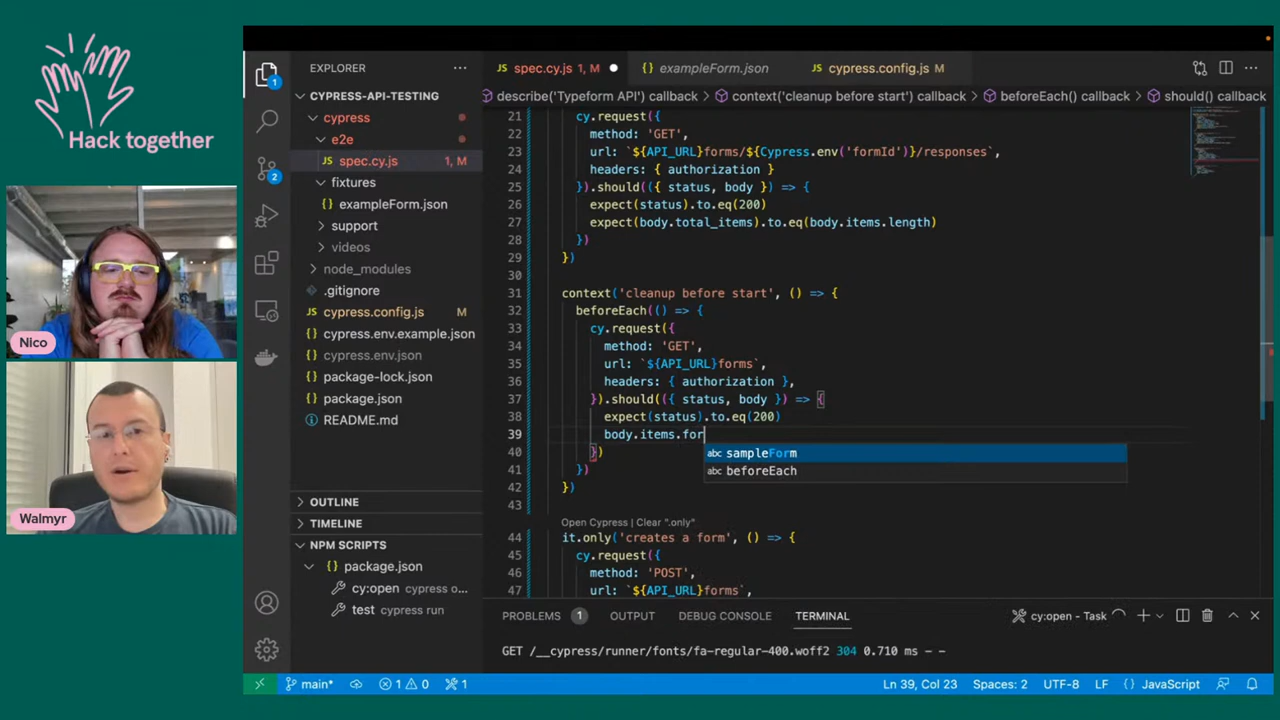 Hack together
Nico
Walmyr
1
2
EXPLORER
CYPRESS-API-TESTING
cypress
e2e
spec.cy.js 1, M
fixtures
exampleForm.json
support
videos
node_modules
.gitignore
cypress.config.js M
cypress.env.example.json
cypress.env.json
package-lock.json
package.json
README.md
OUTLINE
TIMELINE
NPM SCRIPTS
package.json
cy:open cypress o...
test cypress run
JS spec.cy.js 1, M
{} exampleForm.json
JS cypress.config.js M
describe('Typeform API') callback > context('cleanup before start') callback > beforeEach() callback > should() callback
21 cy.request({
22 method: 'GET',
23 url: `${API_URL}forms/${Cypress.env('formId')}/responses`,
24 headers: { authorization }
25 }).should(({ status, body }) => {
26 expect(status).to.eq(200)
27 expect(body.total_items).to.eq(body.items.length)
28 })
29 })
30
31 context('cleanup before start', () => {
32 beforeEach(() => {
33 cy.request({
34 method: 'GET',
35 url: `${API_URL}forms`,
36 headers: { authorization },
37 }).should(({ status, body }) => {
38 expect(status).to.eq(200)
39 body.items.for
abc sampleForm
abc beforeEach
40 })
41 })
42 })
43
Open Cypress | Clear ".only"
44 it.only('creates a form', () => {
45 cy.request({
46 method: 'POST',
47 url: `${API_URL}forms`,
PROBLEMS 1 OUTPUT DEBUG CONSOLE TERMINAL
cy:open - Task
GET /__cypress/runner/fonts/fa-regular-400.woff2 304 0.710 ms - -
main* 1 0 1
Ln 39, Col 23 Spaces: 2 UTF-8 LF {} JavaScript